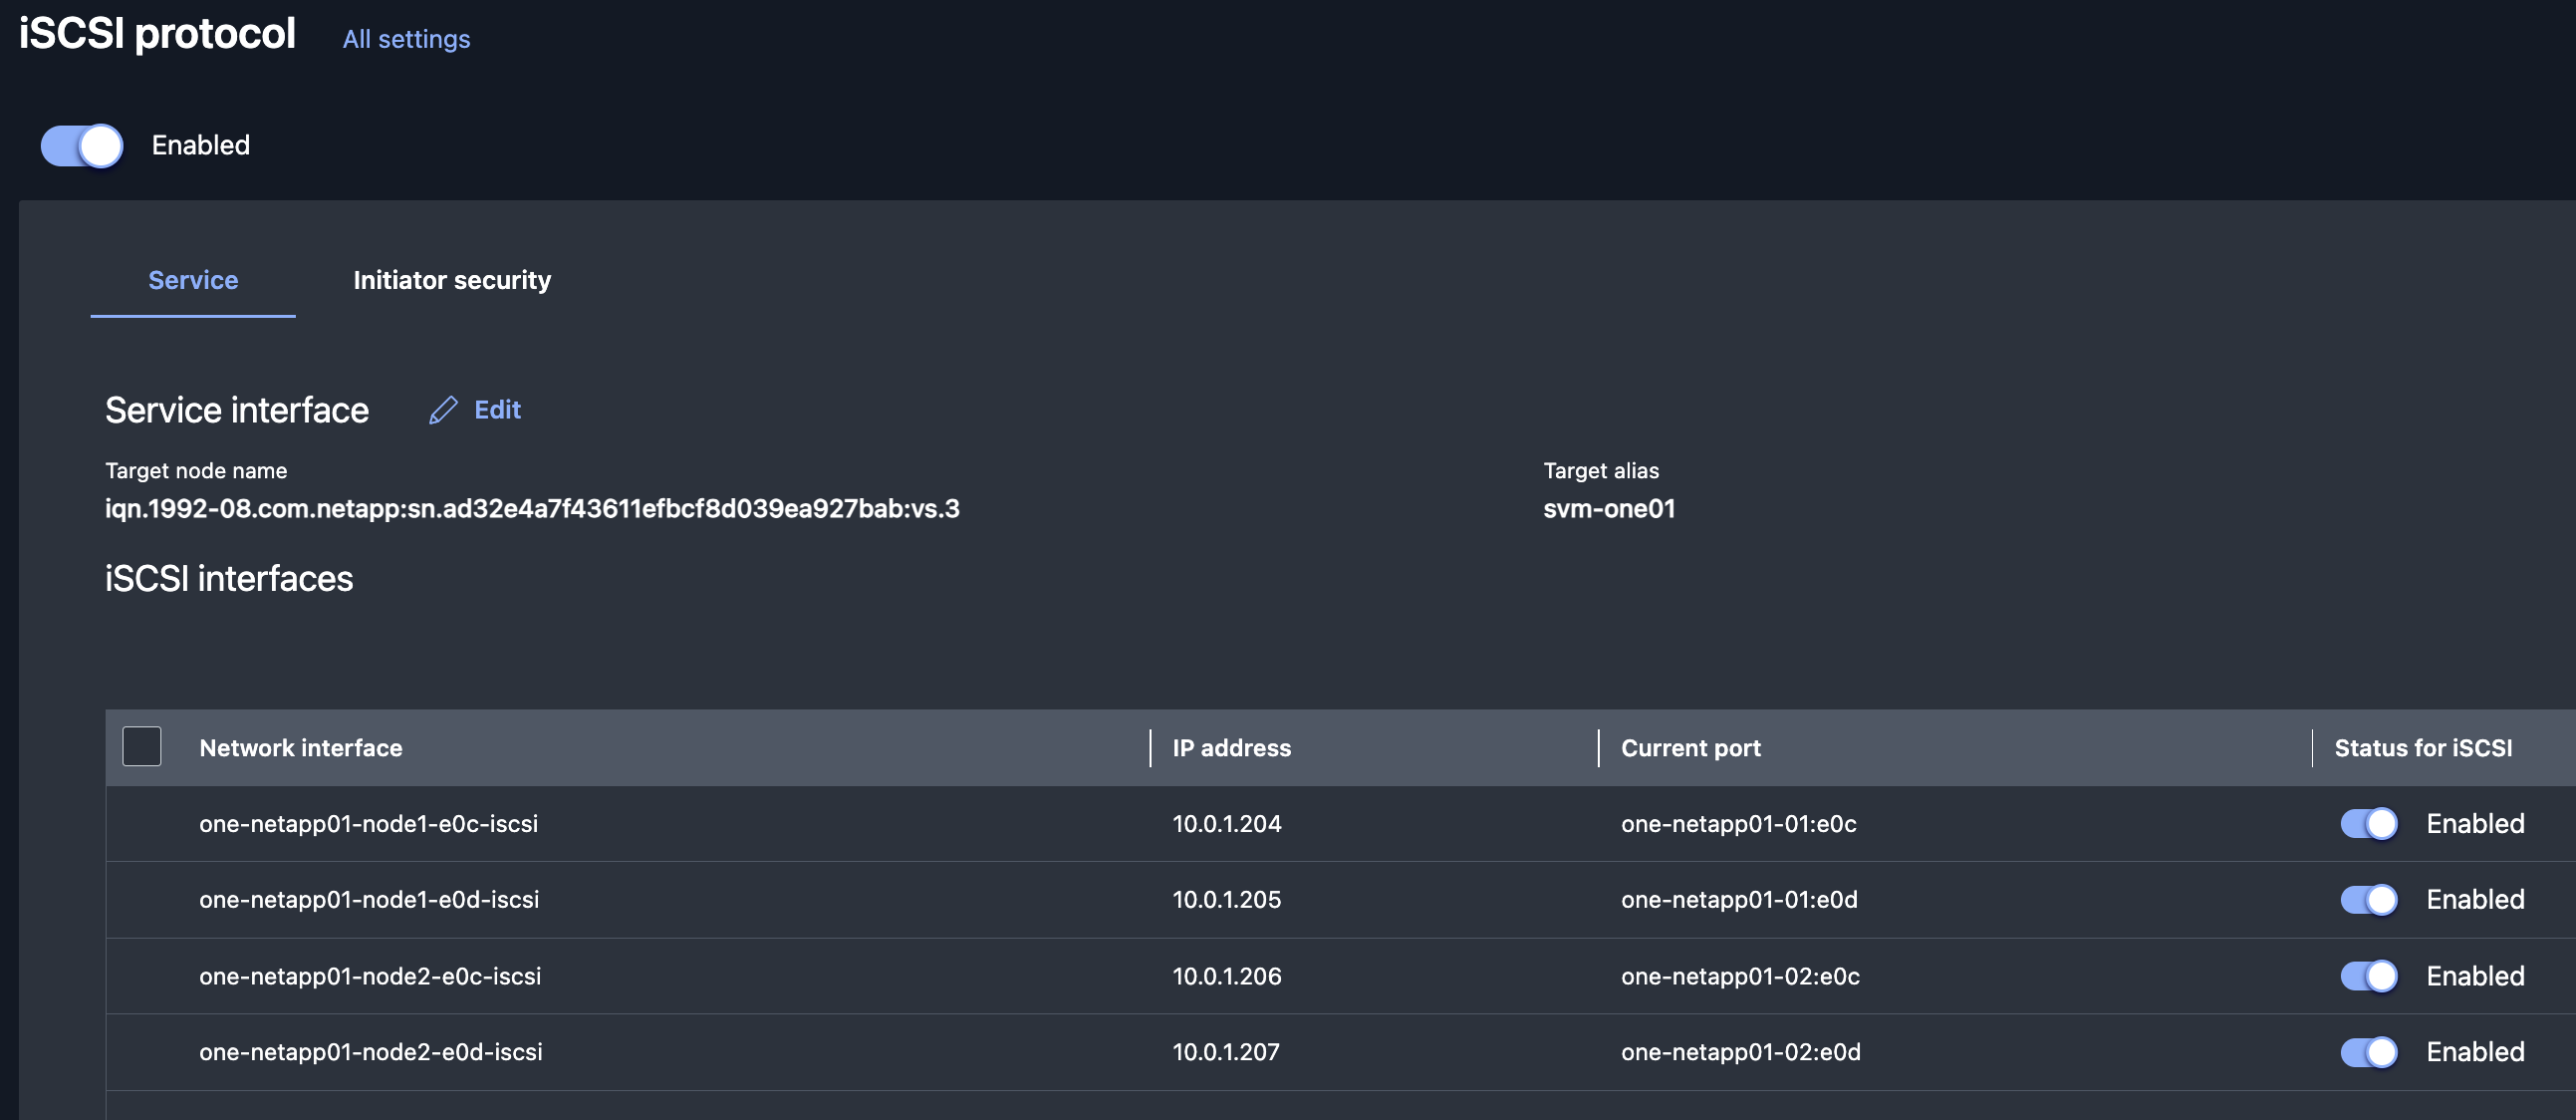 iSCSI protocol All settings
Enabled
Service Initiator security
Service interface Edit
Target node name Target alias
iqn.1992-08.com.netapp:sn.ad32e4a7f43611efbcf8d039ea927bab:vs.3 svm-one01
iSCSI interfaces
Network interface IP address Current port Status for iSCSI
one-netapp01-node1-e0c-iscsi 10.0.1.204 one-netapp01-01:e0c Enabled
one-netapp01-node1-e0d-iscsi 10.0.1.205 one-netapp01-01:e0d Enabled
one-netapp01-node2-e0c-iscsi 10.0.1.206 one-netapp01-02:e0c Enabled
one-netapp01-node2-e0d-iscsi 10.0.1.207 one-netapp01-02:e0d Enabled